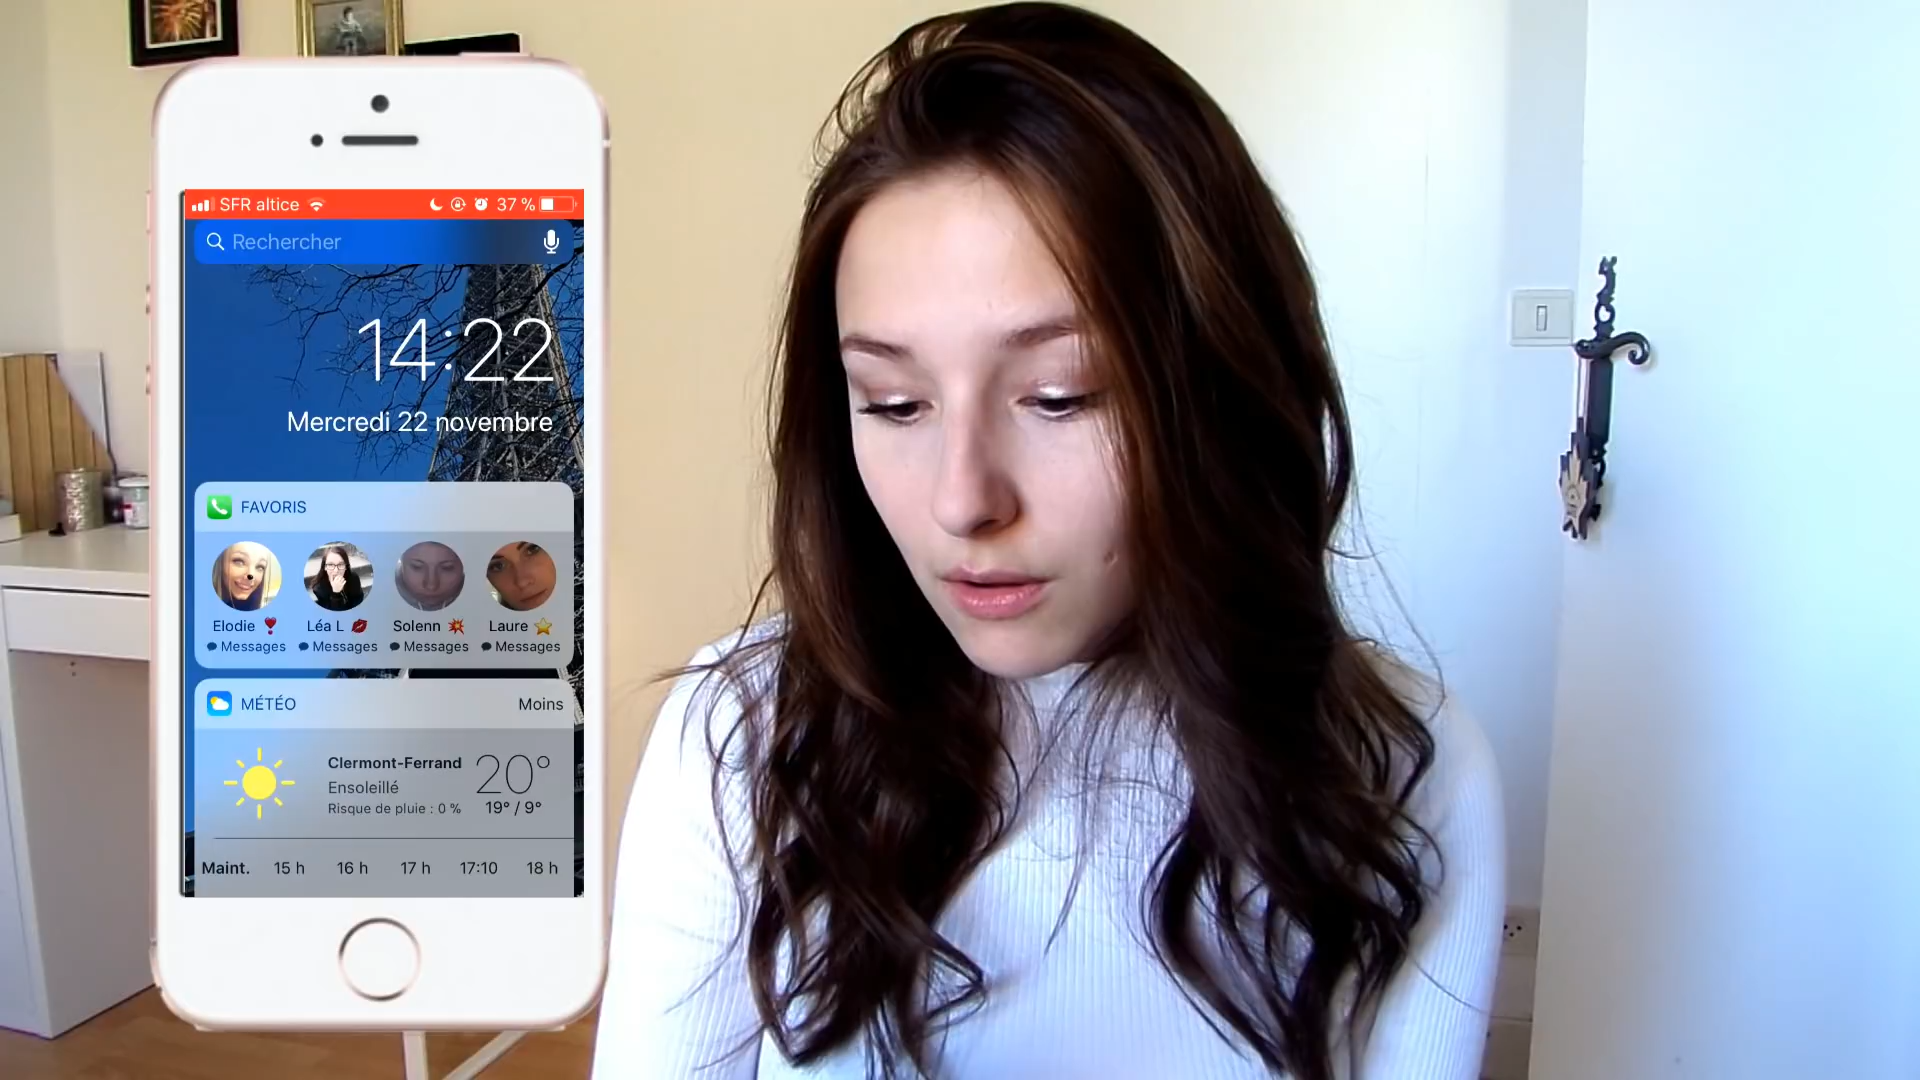 SFR altice 37 %
Rechercher
14:22
Mercredi 22 novembre
FAVORIS
Elodie Léa L Solenn Laure
Messages Messages Messages Messages
MÉTÉO Moins
Clermont-Ferrand 20°
Ensoleillé
Risque de pluie : 0 % 19° / 9°
Maint. 15 h 16 h 17 h 17:10 18 h